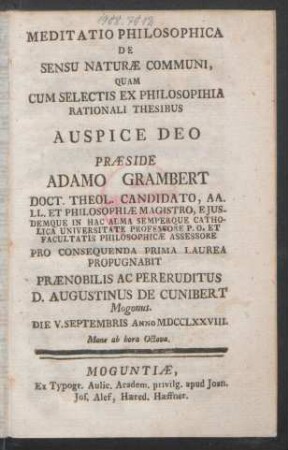 MEDITATIO PHILOSOPHICA
DE
SENSU NATURÆ COMMUNI,
QUAM
CUM SELECTIS EX PHILOSOPIHIA
RATIONALI THESIBUS
AUSPICE DEO
PRÆSIDE
ADAMO GRAMBERT
DOCT. THEOL. CANDIDATO, AA.
LL. ET PHILOSOPHIÆ MAGISTRO, EJUS-
DEMQUE IN HAC ALMA SEMPERQUE CATHO-
LICA UNIVERSITATE PROFESSORE P. O. ET
FACULTATIS PHILOSOPHICÆ ASSESSORE
PRO CONSEQUENDA PRIMA LAUREA
PROPUGNABIT
PRÆNOBILIS AC PERERUDITUS
D. AUGUSTINUS DE CUNIBERT
Mogonus.
DIE V. SEPTEMBRIS ANNO MDCCLXXVIII.
Mane ab hora Octava.
MOGUNTIÆ,
Ex Typogr. Aulic. Academ. privilg. apud Joan.
Jos. Alef, Hæred. Haffner.